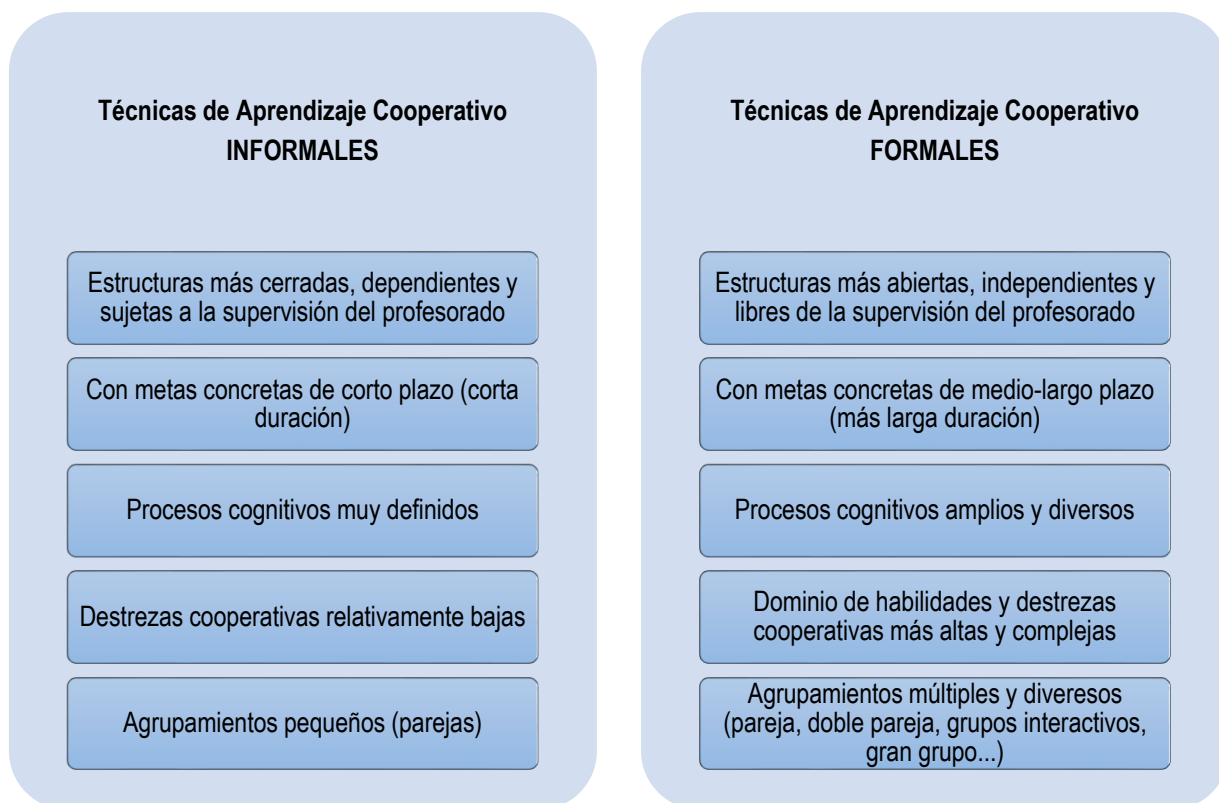 Técnicas de Aprendizaje Cooperativo
INFORMALES
Estructuras más cerradas, dependientes y
sujetas a la supervisión del profesorado
Con metas concretas de corto plazo (corta
duración)
Procesos cognitivos muy definidos
Destrezas cooperativas relativamente bajas
Agrupamientos pequeños (parejas)
Técnicas de Aprendizaje Cooperativo
FORMALES
Estructuras más abiertas, independientes y
libres de la supervisión del profesorado
Con metas concretas de medio-largo plazo
(más larga duración)
Procesos cognitivos amplios y diversos
Dominio de habilidades y destrezas
cooperativas más altas y complejas
Agrupamientos múltiples y diveresos
(pareja, doble pareja, grupos interactivos,
gran grupo...)